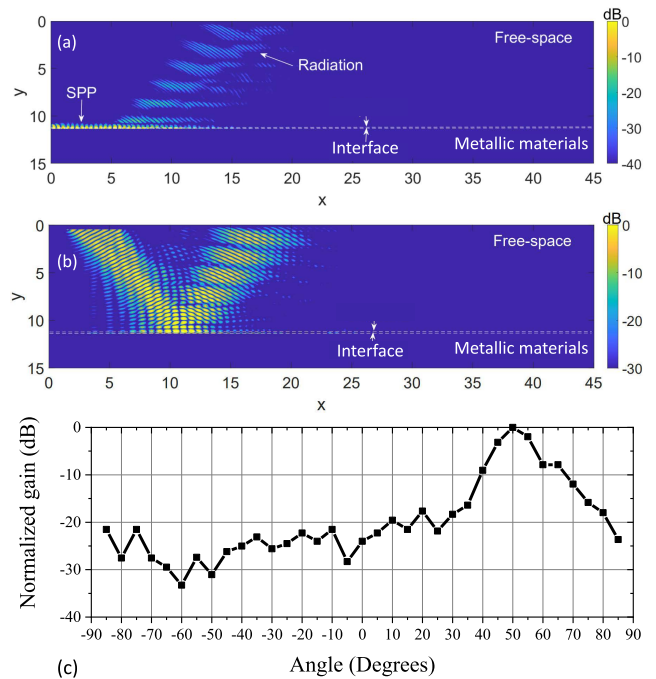 dB
0
(a)
Free-space
0
5
Radiation
-10
y
SPP
-20
10
-30
Interface
Metallic materials
15
-40
0 5 10 15 20 25 30 35 40 45
x
dB
0
(b)
Free-space
0
5
-10
y
10
-20
Interface
Metallic materials
15
-30
0 5 10 15 20 25 30 35 40 45
x
Normalized gain (dB)
0
-10
-20
-30
-40
-90 -80 -70 -60 -50 -40 -30 -20 -10 0 10 20 30 40 50 60 70 80 90
(c)
Angle (Degrees)